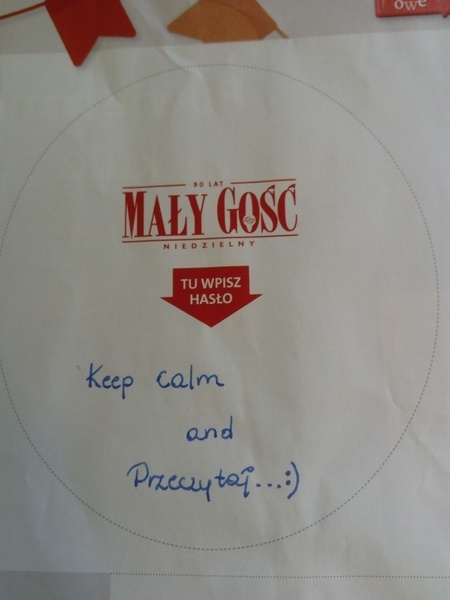 owe
90 LAT
MAŁY GOŚĆ
NIEDZIELNY
TU WPISZ
HASŁO
Keep calm
and
Przeczytaj...:)